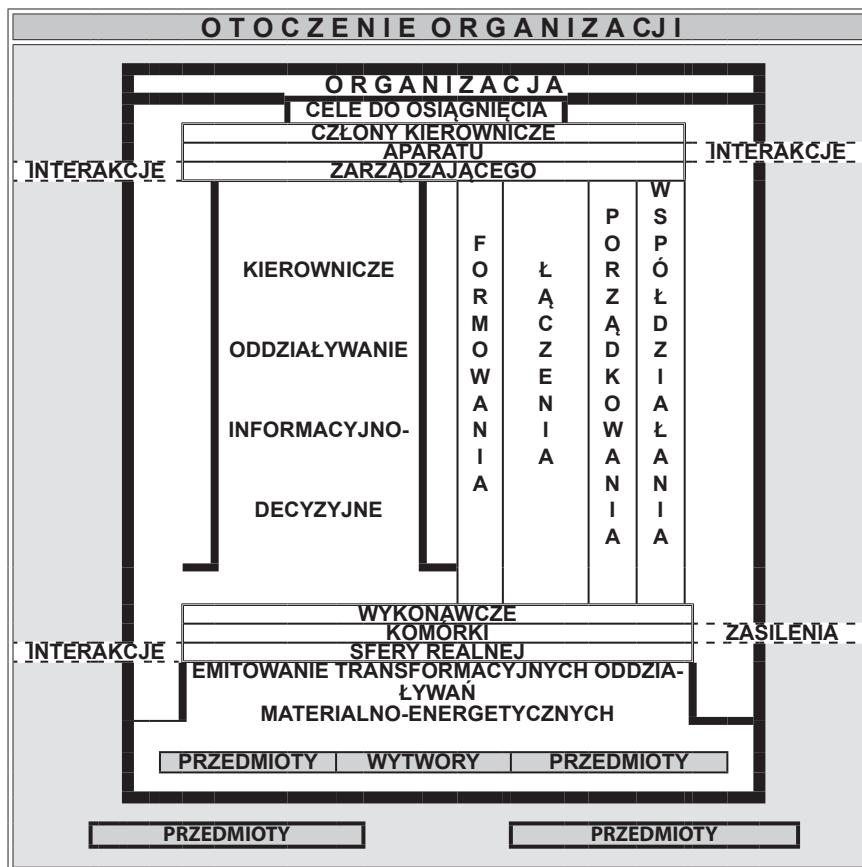 OTOCZENIE ORGANIZACJI
ORGANIZACJA
CELE DO OSIĄGNIĘCIA
CZŁONY KIEROWNICZE
APARATU
INTERAKCJE
INTERAKCJE
ZARZĄDZAJĄCEGO
KIEROWNICZE
ODDZIAŁYWANIE
INFORMACYJNO-
DECYZYJNE
FORMOWANIA
ŁĄCZENIA
PORZĄDKOWANIA
WSPÓŁDZIAŁANIA
WYKONAWCZE
KOMÓRKI
ZASILENIA
INTERAKCJE
SFERY REALNEJ
EMITOWANIE TRANSFORMACYJNYCH ODDZIA-
ŁYWAŃ
MATERIALNO-ENERGETYCZNYCH
PRZEDMIOTY WYTWORY PRZEDMIOTY
PRZEDMIOTY PRZEDMIOTY